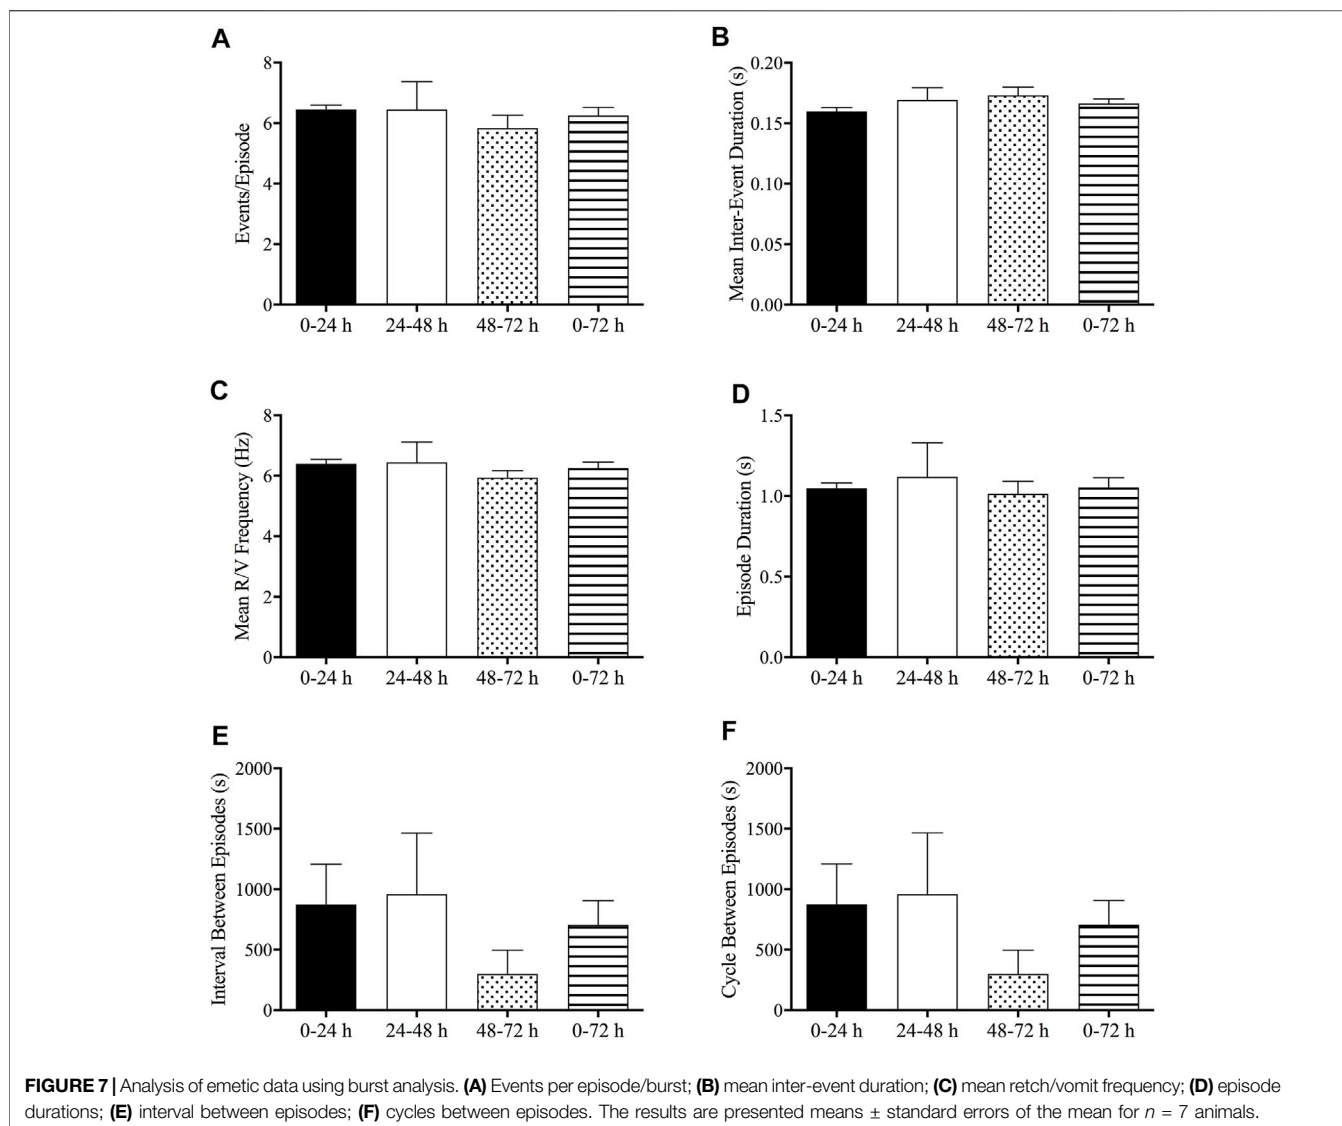 A
Events/Episode
8
6
4
2
0
0-24 h 24-48 h 48-72 h 0-72 h
B
Mean Inter-Event Duration (s)
0.20
0.15
0.10
0.05
0.00
0-24 h 24-48 h 48-72 h 0-72 h
C
Mean R/V Frequency (Hz)
8
6
4
2
0
0-24 h 24-48 h 48-72 h 0-72 h
D
Episode Duration (s)
1.5
1.0
0.5
0.0
0-24 h 24-48 h 48-72 h 0-72 h
E
Interval Between Episodes (s)
2000
1500
1000
500
0
0-24 h 24-48 h 48-72 h 0-72 h
F
Cycle Between Episodes (s)
2000
1500
1000
500
0
0-24 h 24-48 h 48-72 h 0-72 h
FIGURE 7 | Analysis of emetic data using burst analysis. (A) Events per episode/burst; (B) mean inter-event duration; (C) mean retch/vomit frequency; (D) episode
durations; (E) interval between episodes; (F) cycles between episodes. The results are presented means ± standard errors of the mean for n = 7 animals.